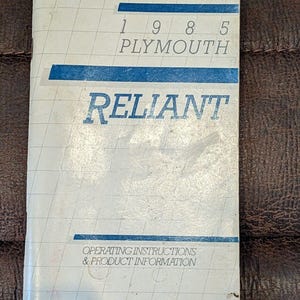 1985
PLYMOUTH
RELIANT
OPERATING INSTRUCTIONS
& PRODUCT INFORMATION